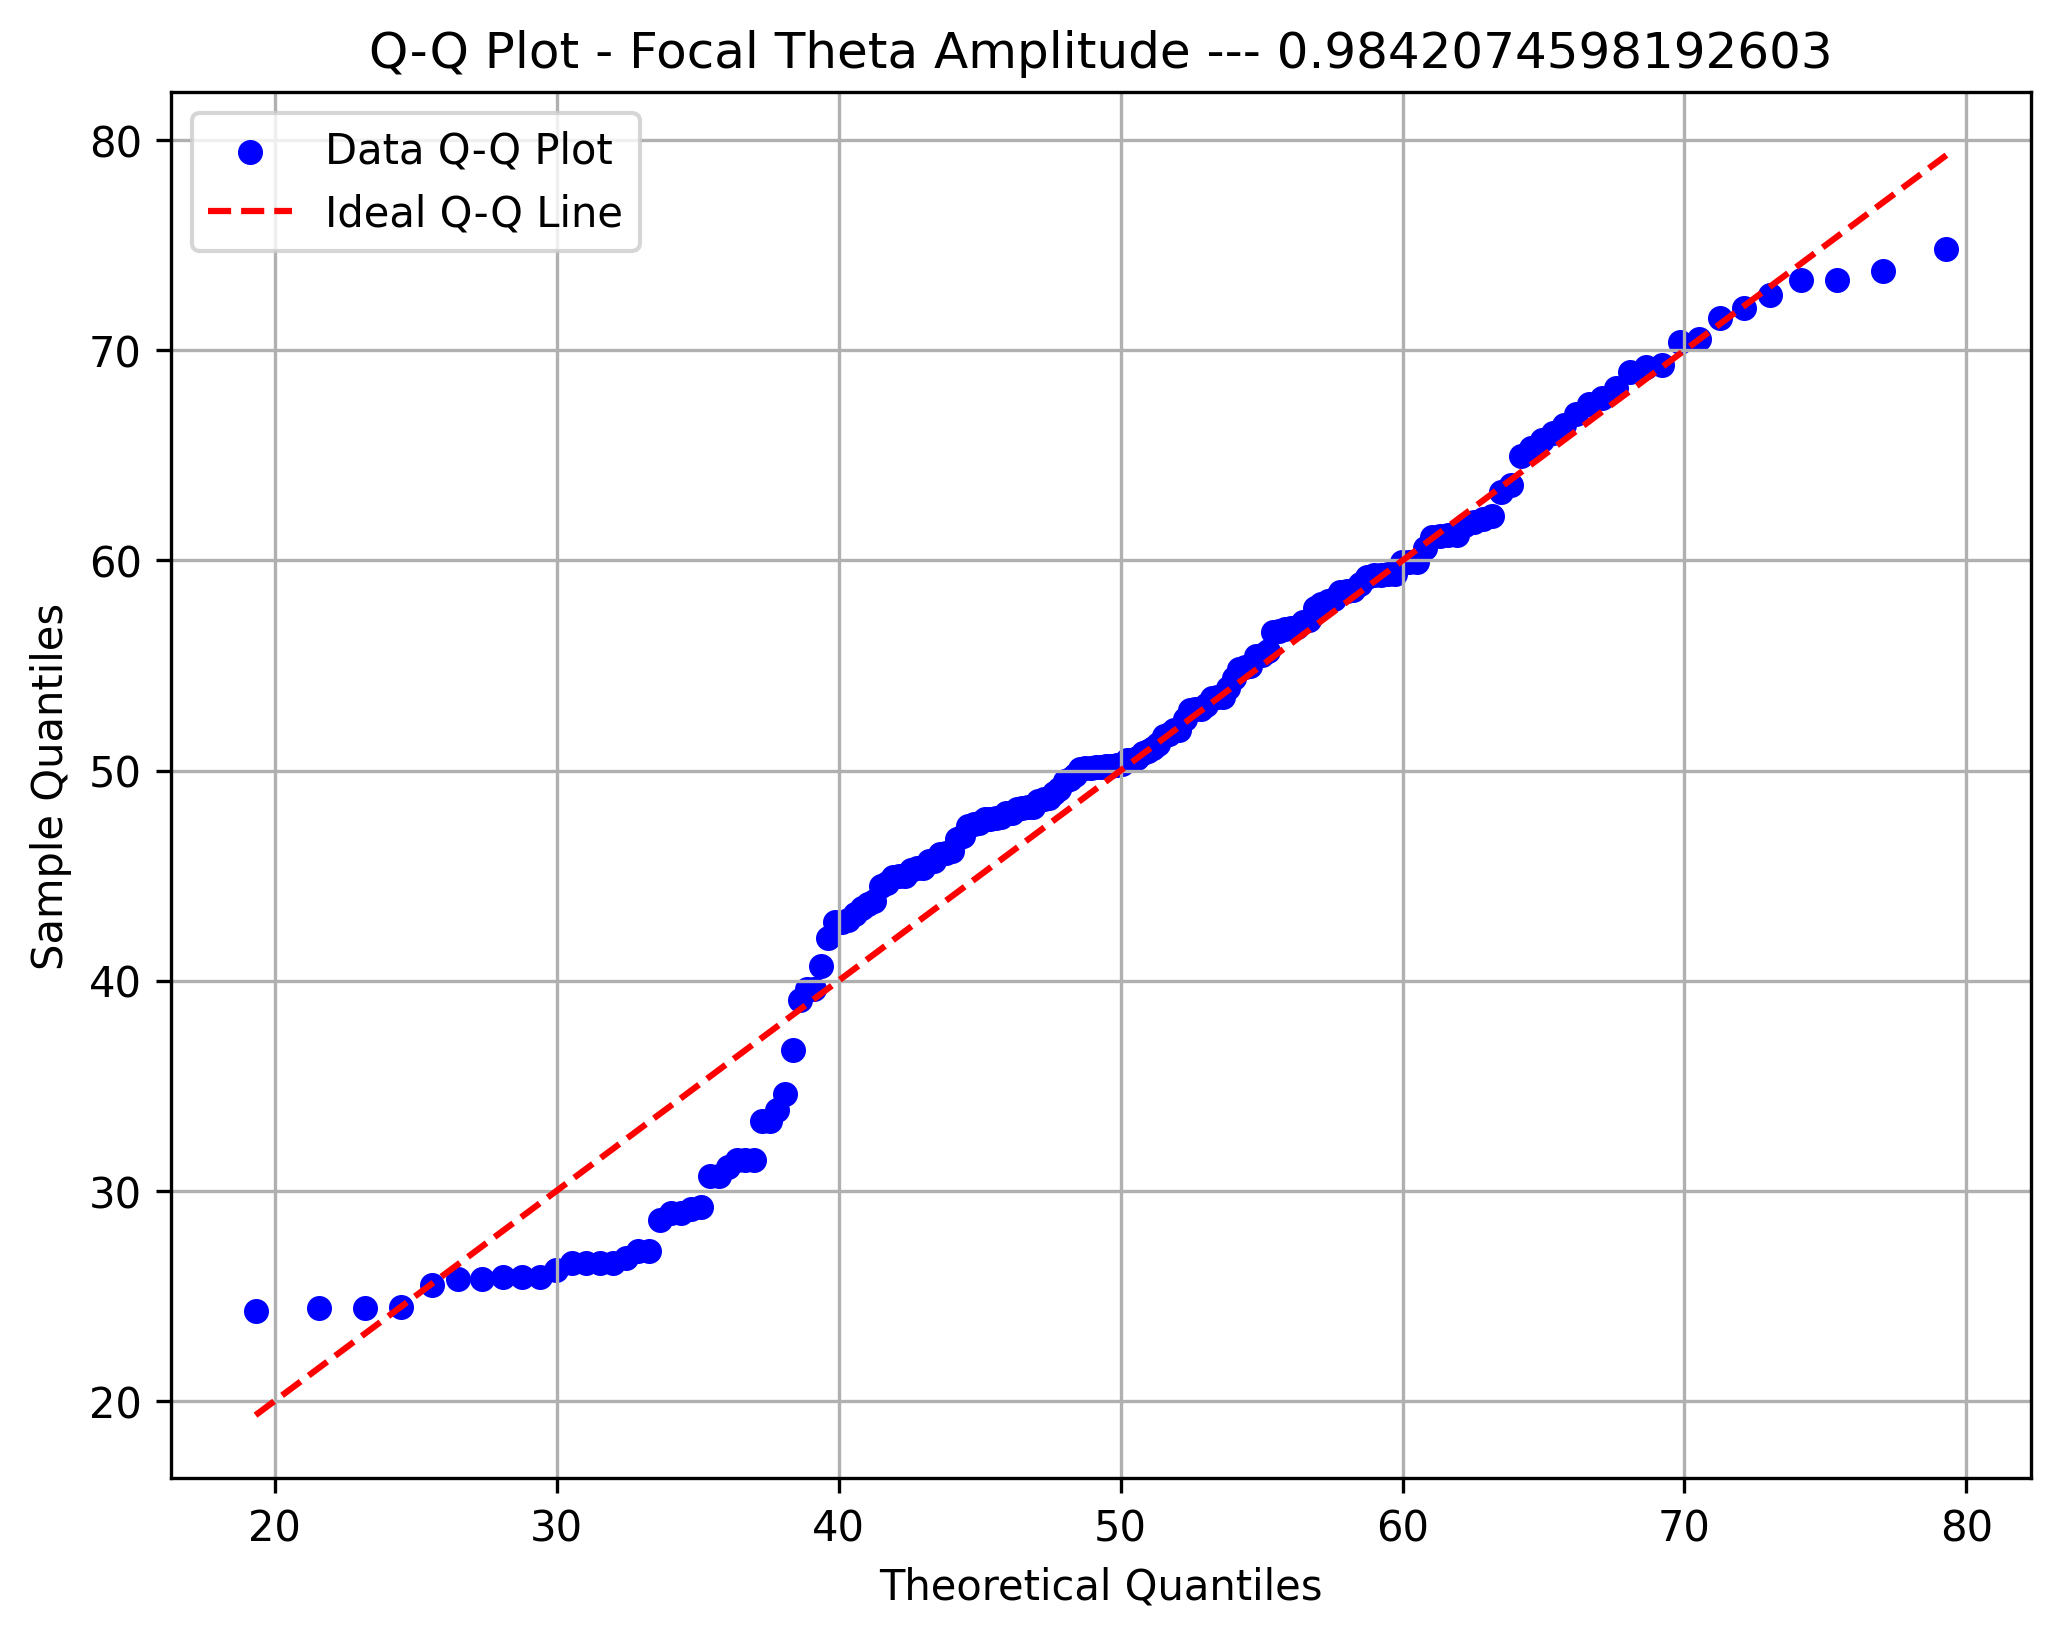 Q-Q Plot - Focal Theta Amplitude --- 0.9842074598192603
Data Q-Q Plot
Ideal Q-Q Line
80
70
60
50
40
30
20
Sample Quantiles
20 30 40 50 60 70 80
Theoretical Quantiles